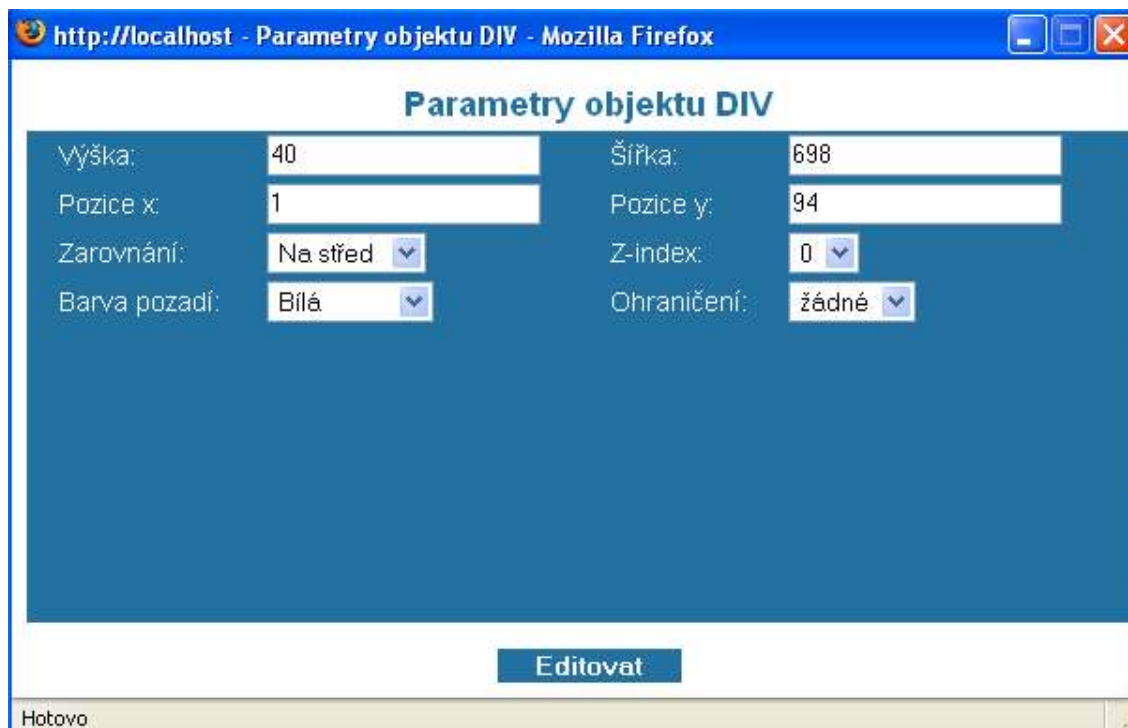 http://localhost - Parametry objektu DIV - Mozilla Firefox
Parametry objektu DIV
Výška: 40 Šířka: 698
Pozice x: 1 Pozice y: 94
Zarovnání: Na střed Z-index: 0
Barva pozadí: Bílá Ohraničení: žádné
Editovat
Hotovo